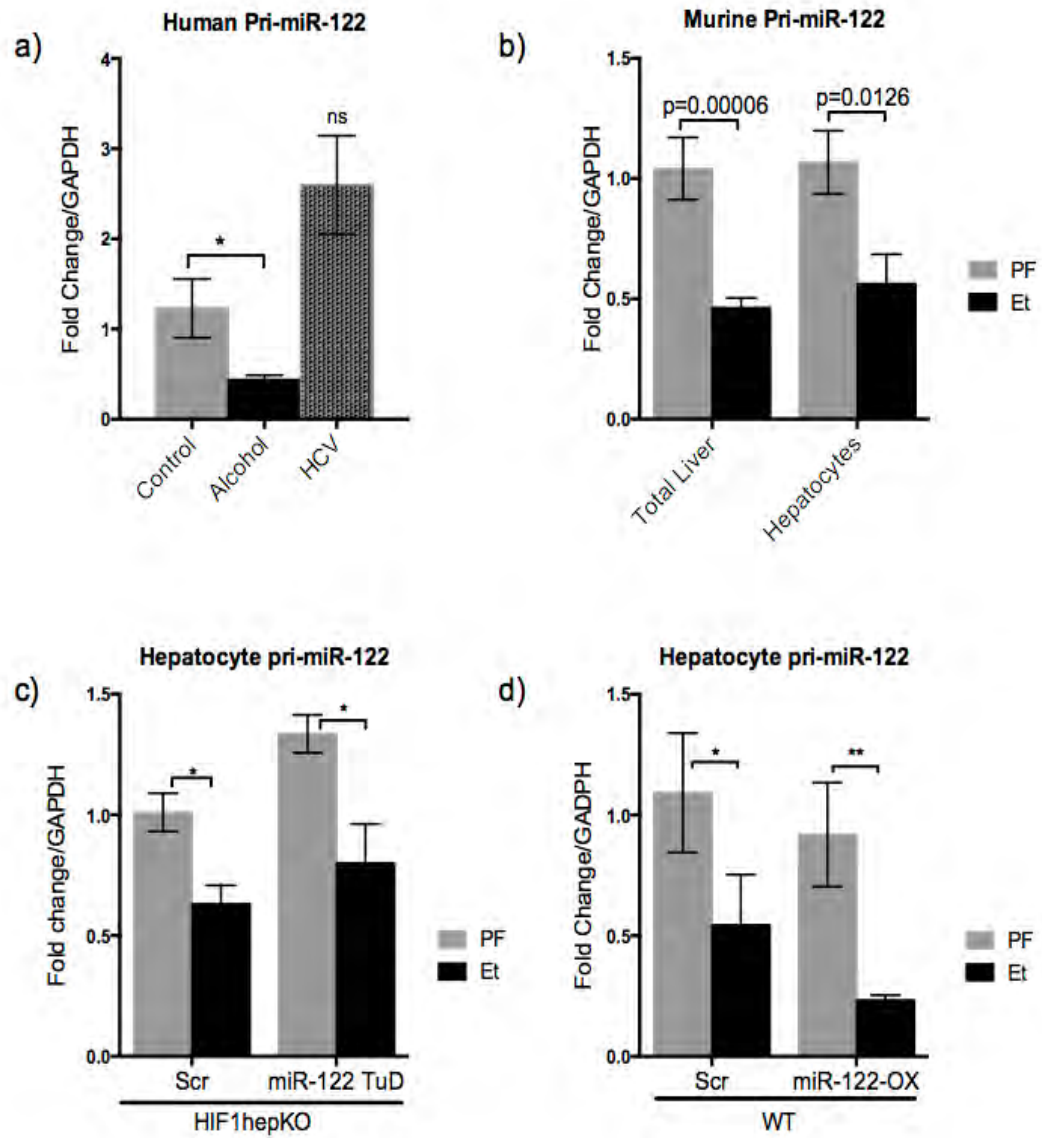 a)
Human Pri-miR-122
Fold Change/GAPDH
4
3
2
1
0
*
ns
Control
Alcohol
HCV
b)
Murine Pri-miR-122
Fold Change/GAPDH
1.5
1.0
0.5
0.0
p=0.00006
p=0.0126
Total Liver
Hepatocytes
PF
Et
c)
Hepatocyte pri-miR-122
Fold change/GAPDH
1.5
1.0
0.5
0.0
*
*
Scr
miR-122 TuD
HIF1hepKO
PF
Et
d)
Hepatocyte pri-miR-122
Fold Change/GADPH
1.5
1.0
0.5
0.0
*
**
Scr
miR-122-OX
WT
PF
Et